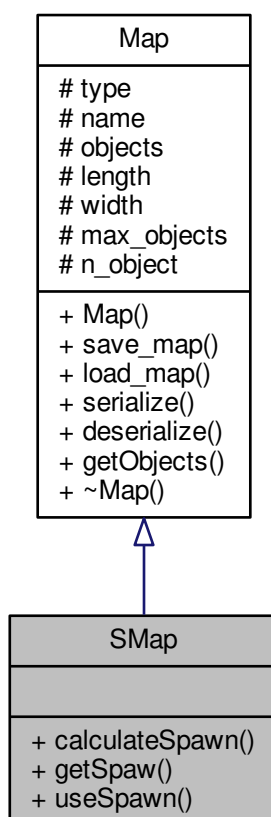 Map
# type
# name
# objects
# length
# width
# max_objects
# n_object
+ Map()
+ save_map()
+ load_map()
+ serialize()
+ deserialize()
+ getObjects()
+ ~Map()
SMap
+ calculateSpawn()
+ getSpaw()
+ useSpawn()